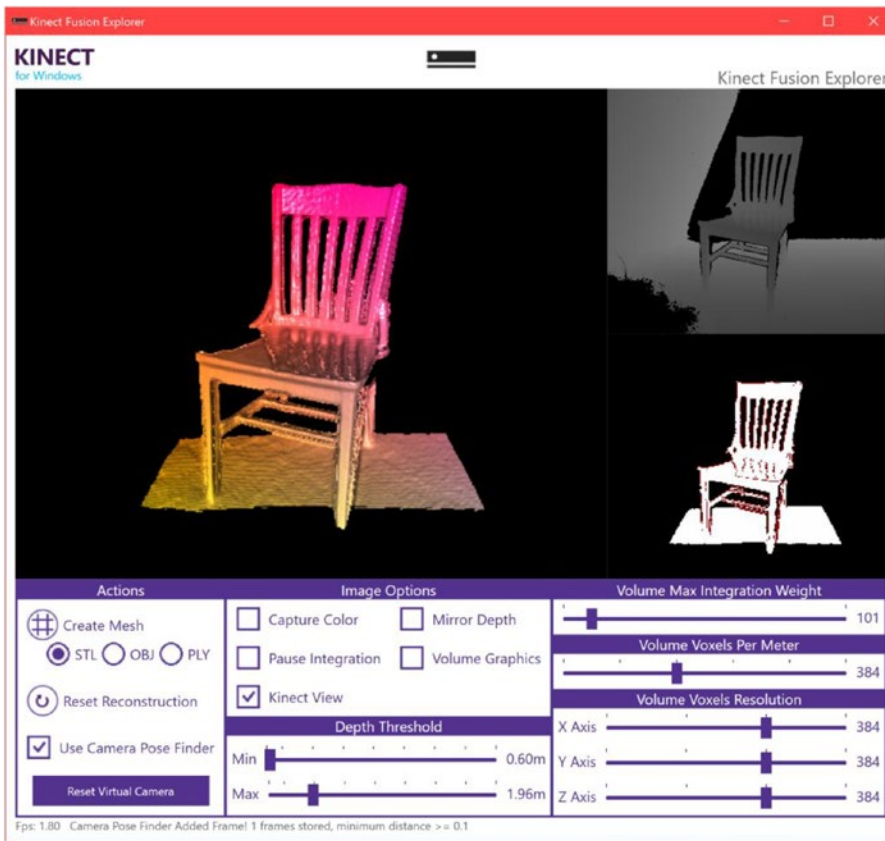 Kinect Fusion Explorer
KINECT
for Windows
Kinect Fusion Explorer
Actions
Create Mesh
STL OBJ PLY
Reset Reconstruction
Use Camera Pose Finder
Reset Virtual Camera
Image Options
Capture Color Mirror Depth
Pause Integration Volume Graphics
Kinect View
Depth Threshold
Min 0.60m
Max 1.96m
Volume Max Integration Weight
101
Volume Voxels Per Meter
384
Volume Voxels Resolution
X Axis 384
Y Axis 384
Z Axis 384
Fps: 1.80 Camera Pose Finder Added Frame! 1 frames stored, minimum distance >= 0.1